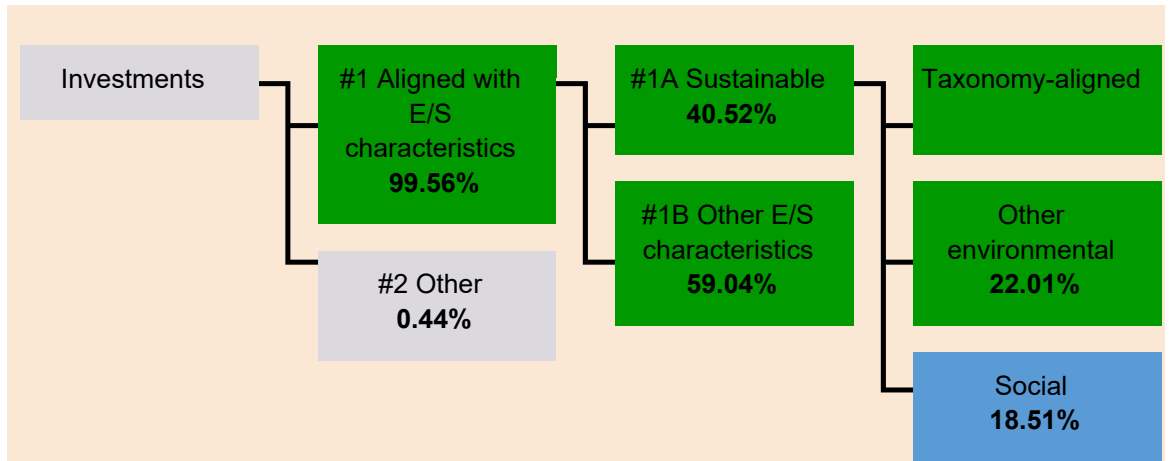 Investments
#1 Aligned with
E/S
characteristics
99.56%
#2 Other
0.44%
#1A Sustainable
40.52%
#1B Other E/S
characteristics
59.04%
Taxonomy-aligned
Other
environmental
22.01%
Social
18.51%